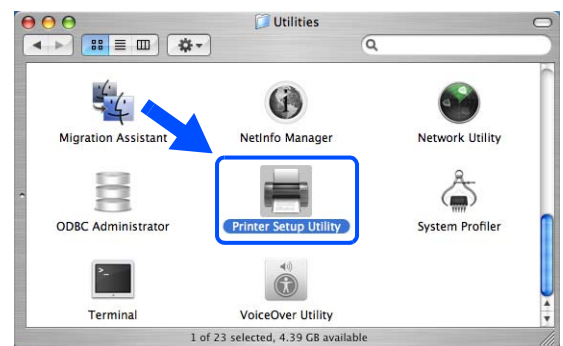 Utilities
Migration Assistant
NetInfo Manager
Network Utility
ODBC Administrator
Printer Setup Utility
System Profiler
>_
Terminal
VoiceOver Utility
1 of 23 selected, 4.39 GB available